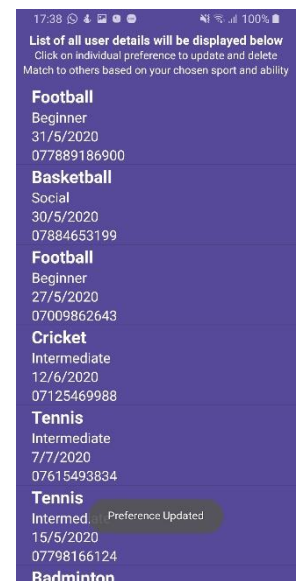 17:38 100%
List of all user details will be displayed below
Click on individual preference to update and delete
Match to others based on your chosen sport and ability
Football
Beginner
31/5/2020
077889186900
Basketball
Social
30/5/2020
07884653199
Football
Beginner
27/5/2020
07009862643
Cricket
Intermediate
12/6/2020
07125469988
Tennis
Intermediate
7/7/2020
07615493834
Tennis
Preference Updated
15/5/2020
07798166124
Badminton